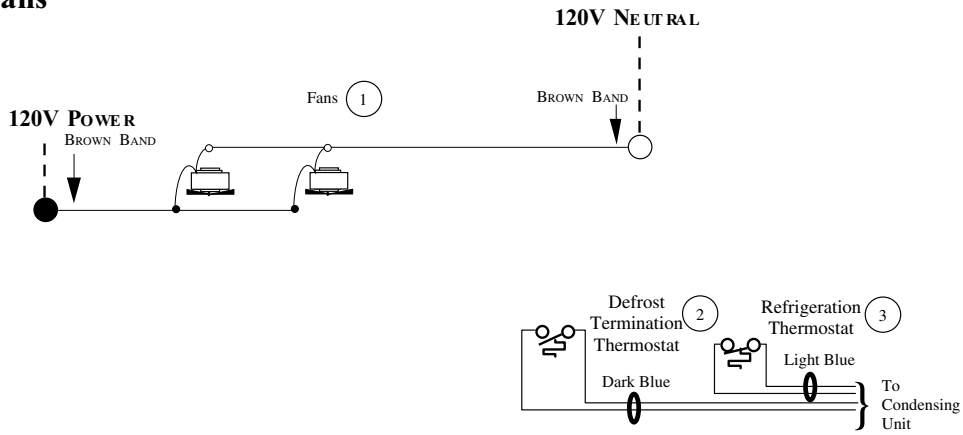 ans
120V NEUTRAL
Fans 1
BROWN BAND
120V POWER
BROWN BAND
Defrost
Termination
Thermostat
2
Refrigeration
Thermostat
3
Light Blue
Dark Blue
To
Condensing
Unit